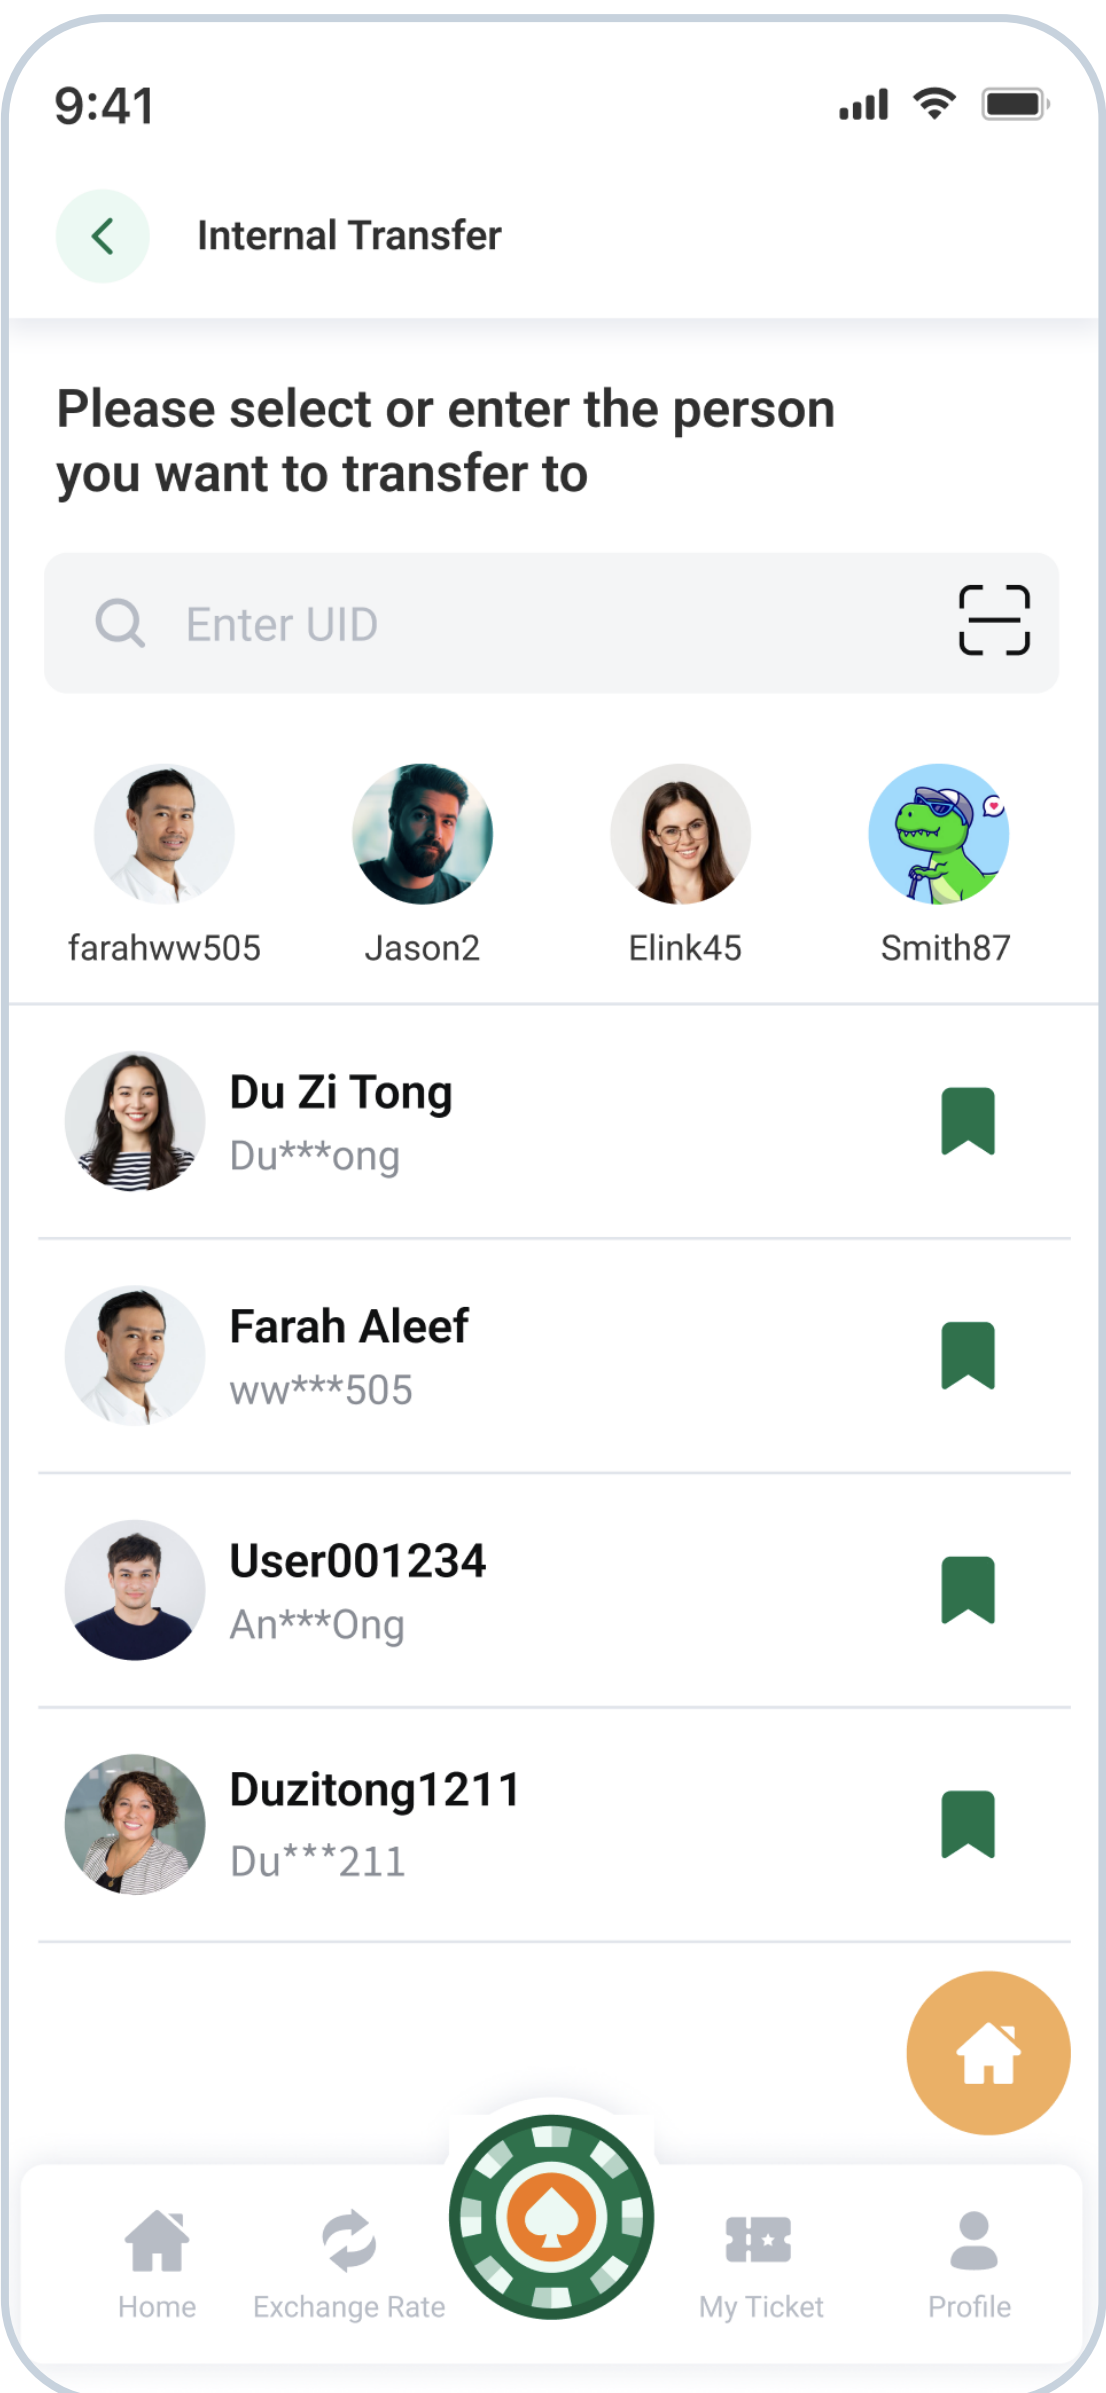 9:41
Internal Transfer
Please select or enter the person
you want to transfer to
Enter UID
farahww505
Jason2
Elink45
Smith87
Du Zi Tong
Du***ong
Farah Aleef
ww***505
User001234
An***Ong
Duzitong1211
Du***211
Home
Exchange Rate
My Ticket
Profile